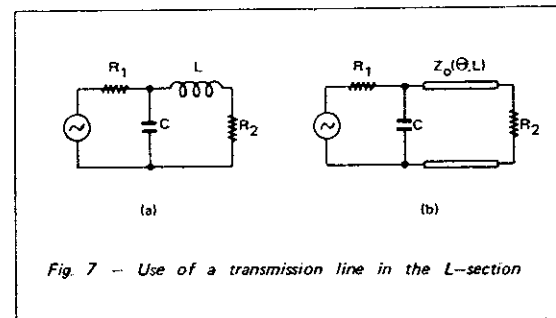 R1 L
C
R2
(a)
R1 Zo(Θ,L)
C
R2
(b)
Fig. 7 – Use of a transmission line in the L–section